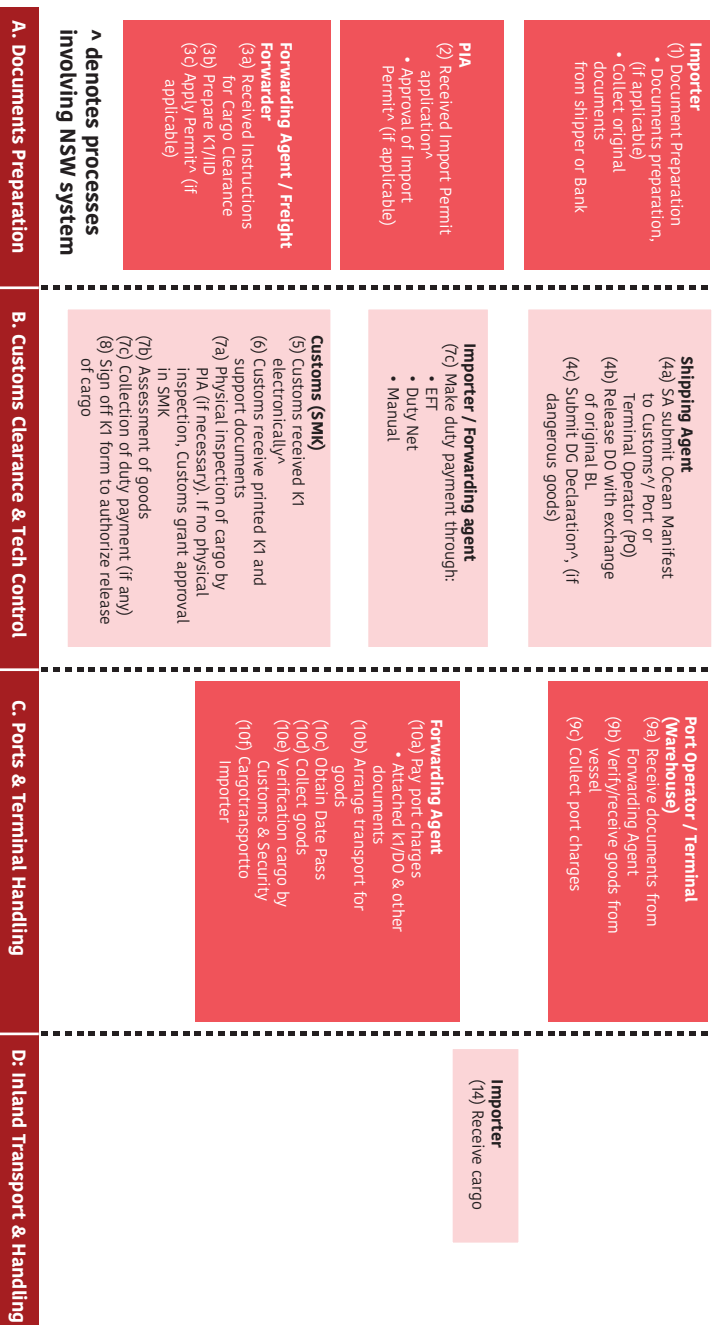 Importer
(1) Document Preparation
• Documents preparation,
(if applicable)
• Collect original
documents
from shipper or Bank
PIA
(2) Received Import Permit
application^
• Approval of Import
Permit^ (if applicable)
Forwarding Agent / Freight
Forwarder
(3a) Received Instructions
for Cargo Clearance
(3b) Prepare K1/IID
(3c) Apply Permit^ (if
applicable)
^ denotes processes
involving NSW system
A. Documents Preparation
Shipping Agent
(4a) SA submit Ocean Manifest
to Customs^/ Port or
Terminal Operator (PO)
(4b) Release DO with exchange
of original BL
(4c) Submit DG Declaration^, (if
dangerous goods)
Importer / Forwarding agent
(7c) Make duty payment through:
• EFT
• Duty Net
• Manual
Customs (SMK)
(5) Customs received K1
electronically^
(6) Customs receive printed K1 and
support documents
(7a) Physical inspection of cargo by
PIA (if necessary). If no physical
inspection, Customs grant approval
in SMK
(7b) Assessment of goods
(7c) Collection of duty payment (if any)
(8) Sign off K1 form to authorize release
of cargo
B. Customs Clearance & Tech Control
Port Operator / Terminal
(Warehouse)
(9a) Receive documents from
Forwarding Agent
(9b) Verify/receive goods from
vessel
(9c) Collect port charges
Forwarding Agent
(10a) Pay port charges
• Attached k1/DO & other
documents
(10b) Arrange transport for
goods
(10c) Obtain Date Pass
(10d) Collect goods
(10e) Verification cargo by
Customs & Security
(10f) Cargotransportto
Importer
C. Ports & Terminal Handling
Importer
(14) Receive cargo
D: Inland Transport & Handling